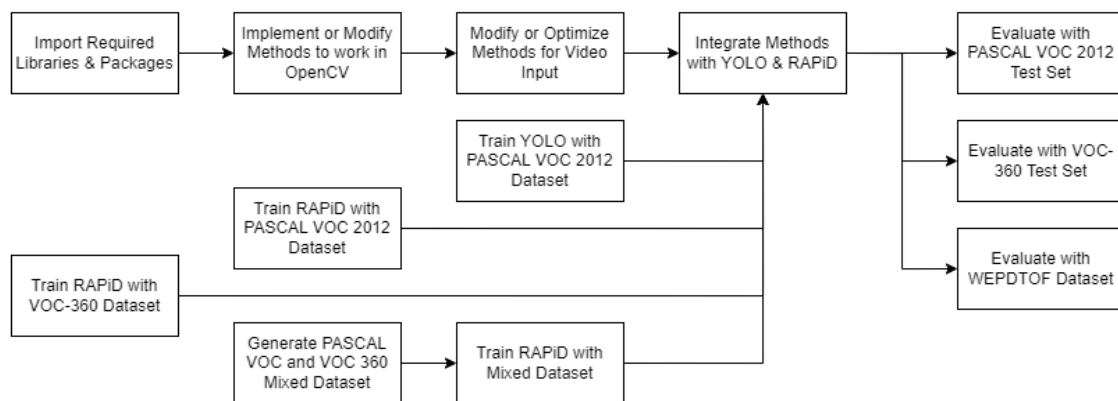 Import Required
Libraries & Packages
Implement or Modify
Methods to work in
OpenCV
Modify or Optimize
Methods for Video
Input
Integrate Methods
with YOLO & RAPiD
Evaluate with
PASCAL VOC 2012
Test Set
Train YOLO with
PASCAL VOC 2012
Dataset
Evaluate with VOC-
360 Test Set
Train RAPiD with
PASCAL VOC 2012
Dataset
Train RAPiD with
VOC-360 Dataset
Evaluate with
WEPDTOF Dataset
Generate PASCAL
VOC and VOC 360
Mixed Dataset
Train RAPiD with
Mixed Dataset